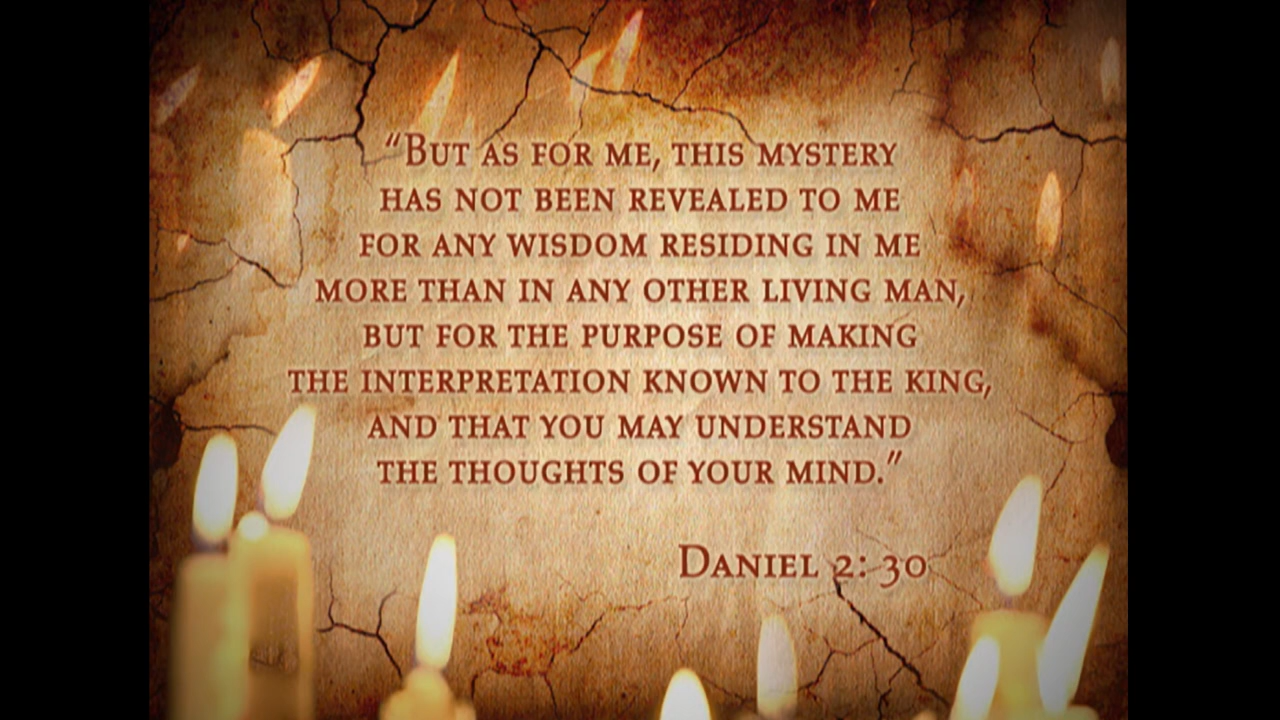 “But as for me, this mystery
has not been revealed to me
for any wisdom residing in me
more than in any other living man,
but for the purpose of making
the interpretation known to the king,
and that you may understand
the thoughts of your mind.”
Daniel 2: 30